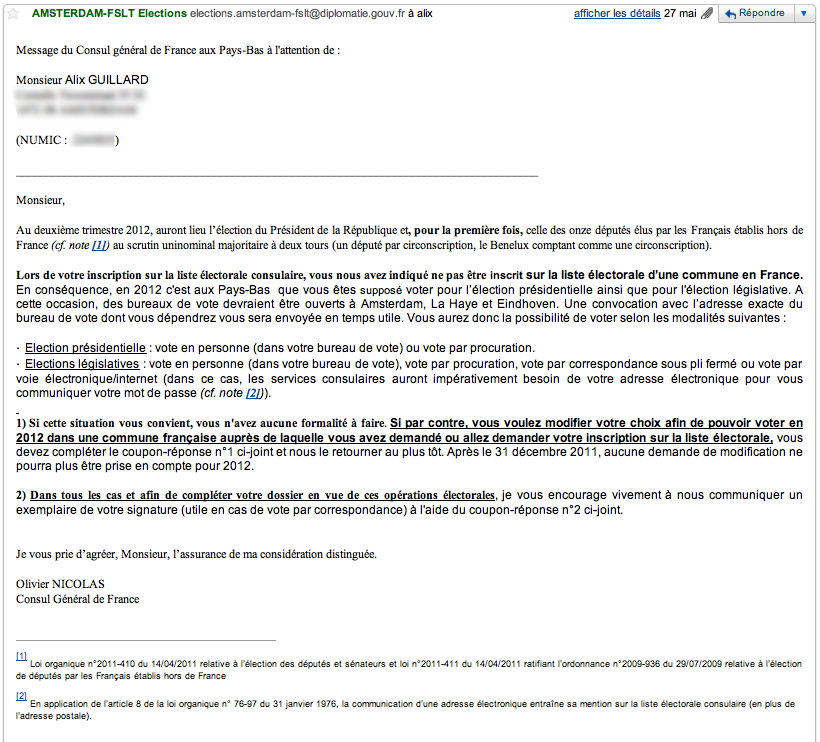 AMSTERDAM-FSLT Elections elections.amsterdam-fslt@diplomatie.gouv.fr à alix afficher les détails 27 mai Répondre
Message du Consul général de France aux Pays-Bas à l'attention de :
Monsieur Alix GUILLARD
(NUMIC : )
Monsieur,
Au deuxième trimestre 2012, auront lieu l’élection du Président de la République et, pour la première fois, celle des onze députés élus par les Français établis hors de
France (cf. note [1]) au scrutin uninominal majoritaire à deux tours (un député par circonscription, le Benelux comptant comme une circonscription).
Lors de votre inscription sur la liste électorale consulaire, vous nous avez indiqué ne pas être inscrit sur la liste électorale d'une commune en France.
En conséquence, en 2012 c'est aux Pays-Bas que vous êtes supposé voter pour l’élection présidentielle ainsi que pour l'élection législative. A
cette occasion, des bureaux de vote devraient être ouverts à Amsterdam, La Haye et Eindhoven. Une convocation avec l’adresse exacte du
bureau de vote dont vous dépendrez vous sera envoyée en temps utile. Vous aurez donc la possibilité de voter selon les modalités suivantes :
· Election présidentielle : vote en personne (dans votre bureau de vote) ou vote par procuration.
· Elections législatives : vote en personne (dans votre bureau de vote), vote par procuration, vote par correspondance sous pli fermé ou vote par
voie électronique/internet (dans ce cas, les services consulaires auront impérativement besoin de votre adresse électronique pour vous
communiquer votre mot de passe (cf. note [2])).
1) Si cette situation vous convient, vous n'avez aucune formalité à faire. Si par contre, vous voulez modifier votre choix afin de pouvoir voter en
2012 dans une commune française auprès de laquelle vous avez demandé ou allez demander votre inscription sur la liste électorale, vous
devez compléter le coupon-réponse n°1 ci-joint et nous le retourner au plus tôt. Après le 31 décembre 2011, aucune demande de modification ne
pourra plus être prise en compte pour 2012.
2) Dans tous les cas et afin de compléter votre dossier en vue de ces opérations électorales, je vous encourage vivement à nous communiquer un
exemplaire de votre signature (utile en cas de vote par correspondance) à l'aide du coupon-réponse n°2 ci-joint.
Je vous prie d’agréer, Monsieur, l’assurance de ma considération distinguée.
Olivier NICOLAS
Consul Général de France
[1] Loi organique n°2011-410 du 14/04/2011 relative à l’élection des députés et sénateurs et loi n°2011-411 du 14/04/2011 ratifiant l’ordonnance n°2009-936 du 29/07/2009 relative à l’élection
de députés par les Français établis hors de France
[2] En application de l’article 8 de la loi organique n° 76-97 du 31 janvier 1976, la communication d’une adresse électronique entraîne sa mention sur la liste électorale consulaire (en plus de
l’adresse postale).